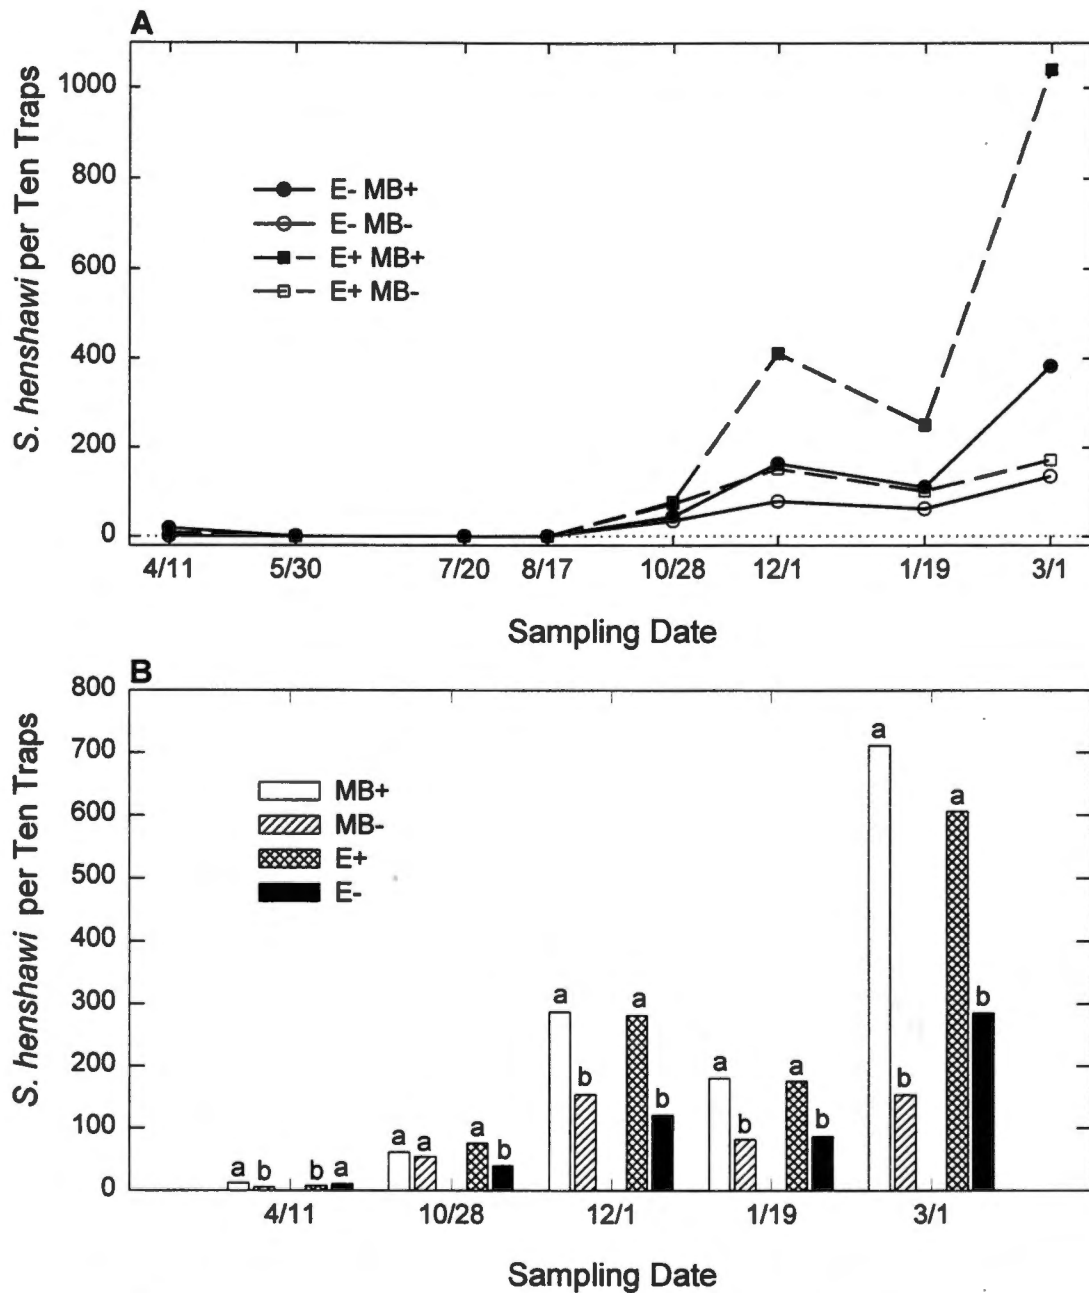 A
S. henshawi per Ten Traps
1000
800
600
400
200
0
E- MB+
E- MB-
E+ MB+
E+ MB-
4/11 5/30 7/20 8/17 10/28 12/1 1/19 3/1
Sampling Date
B
S. henshawi per Ten Traps
800
700
600
500
400
300
200
100
0
MB+
MB-
E+
E-
a b b a
a a a b
a b a b
a b a b
a b a b
4/11 10/28 12/1 1/19 3/1
Sampling Date